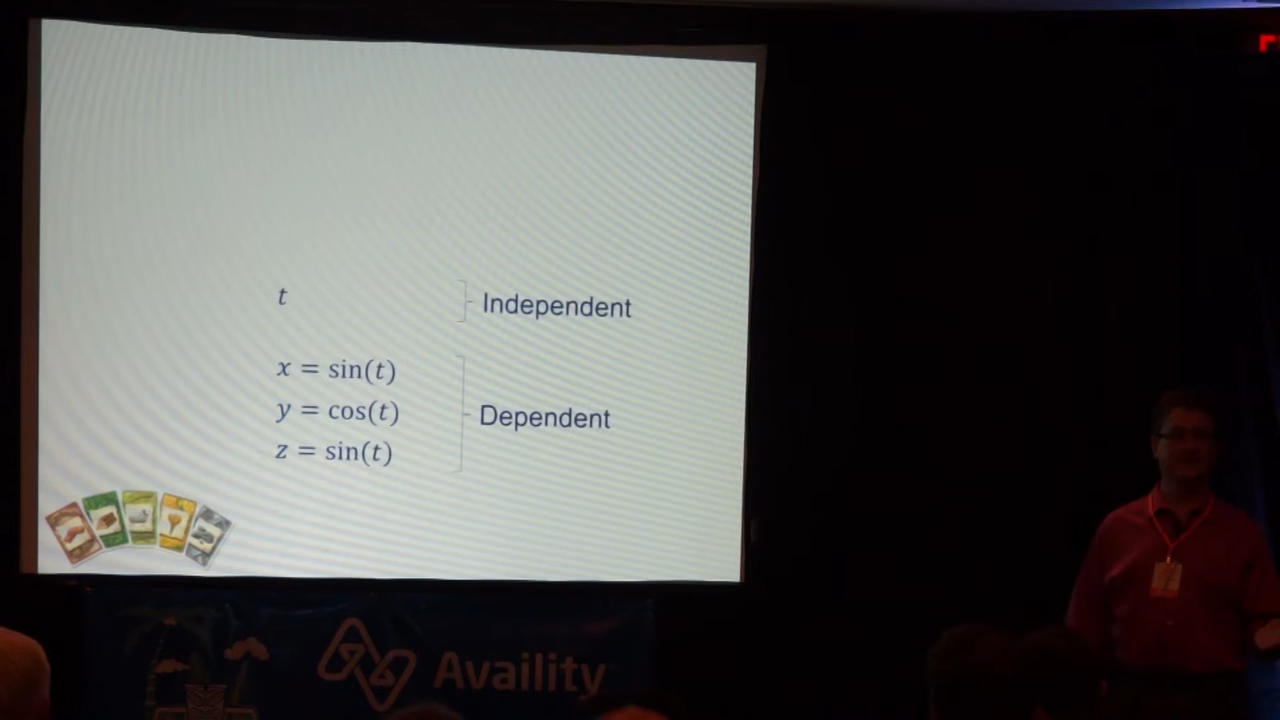 t
Independent
x = sin(t)
y = cos(t)
Dependent
z = sin(t)
Availity